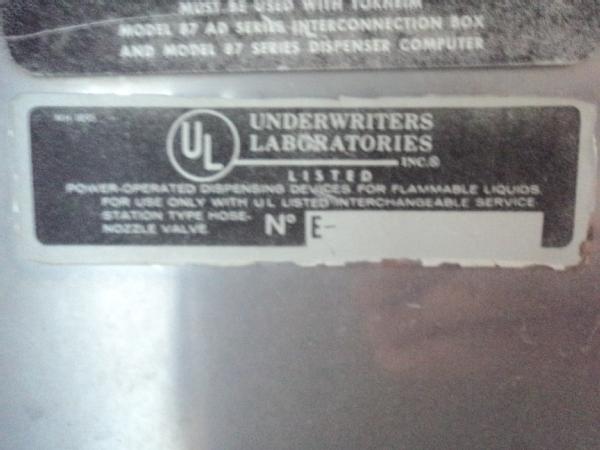 MUST BE USED WITH TOKHEIM
MODEL 87 AD SERIES INTERCONNECTION BOX
AND MODEL 87 SERIES DISPENSER COMPUTER
UL
UNDERWRITERS
LABORATORIES
INC.®
LISTED
POWER-OPERATED DISPENSING DEVICES FOR FLAMMABLE LIQUIDS
FOR USE ONLY WITH UL LISTED INTERCHANGEABLE SERVICE
STATION TYPE HOSE-
NOZZLE VALVE
Nº E-